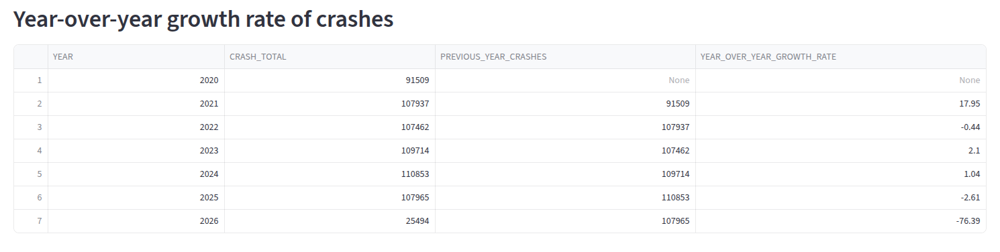 Year-over-year growth rate of crashes
YEAR CRASH_TOTAL PREVIOUS_YEAR_CRASHES YEAR_OVER_YEAR_GROWTH_RATE
1 2020 91509 None None
2 2021 107937 91509 17.95
3 2022 107462 107937 -0.44
4 2023 109714 107462 2.1
5 2024 110853 109714 1.04
6 2025 107965 110853 -2.61
7 2026 25494 107965 -76.39